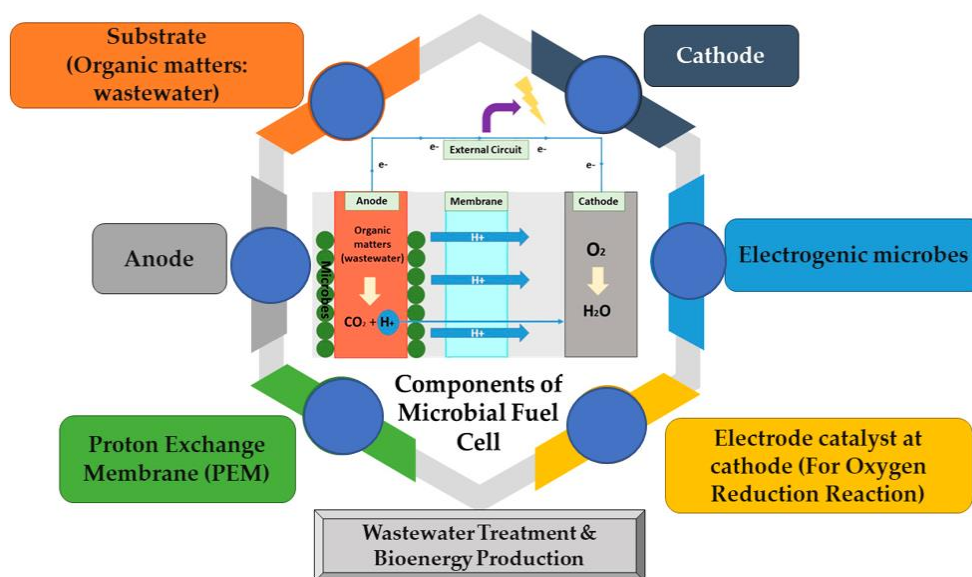 Substrate
(Organic matters:
wastewater)
Cathode
e-
External Circuit
e-
e-
e-
Anode
Membrane
Cathode
Organic
matters
(wastewater)
Microbes
H+
H+
H+
O₂
H₂O
CO₂ + H+
Anode
Electrogenic microbes
Components of
Microbial Fuel
Cell
Proton Exchange
Membrane (PEM)
Electrode catalyst at
cathode (For Oxygen
Reduction Reaction)
Wastewater Treatment &
Bioenergy Production